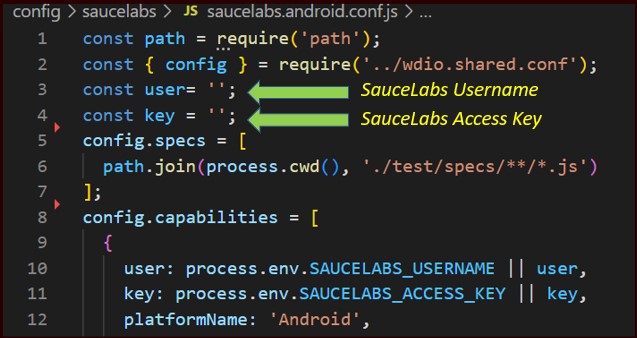 config > saucelabs > JS saucelabs.android.conf.js > ...
1 const path = require('path');
2 const { config } = require('../wdio.shared.conf');
3 const user= ''; SauceLabs Username
4 const key = ''; SauceLabs Access Key
5 config.specs = [
6 path.join(process.cwd(), './test/specs/**/*.js')
7 ];
8 config.capabilities = [
9 {
10 user: process.env.SAUCELABS_USERNAME || user,
11 key: process.env.SAUCELABS_ACCESS_KEY || key,
12 platformName: 'Android',